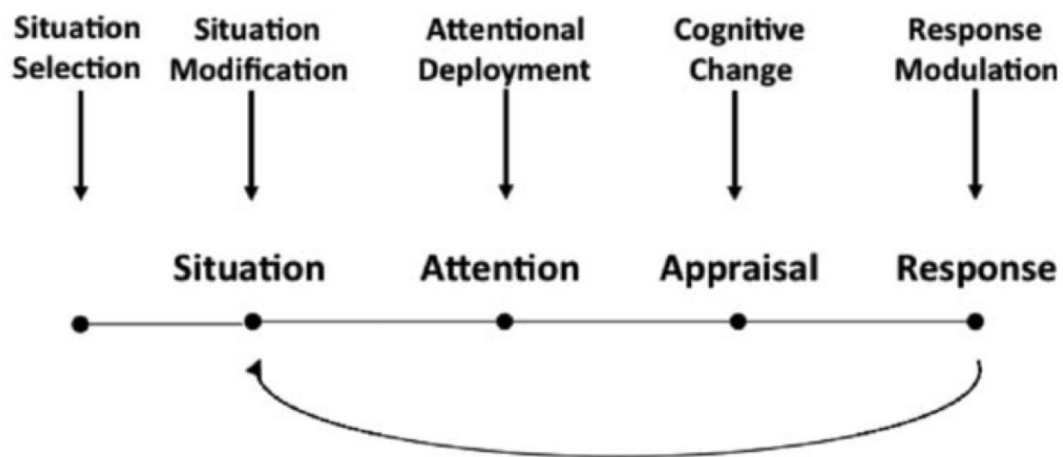 Situation Selection
Situation Modification
Attentional Deployment
Cognitive Change
Response Modulation
Situation
Attention
Appraisal
Response